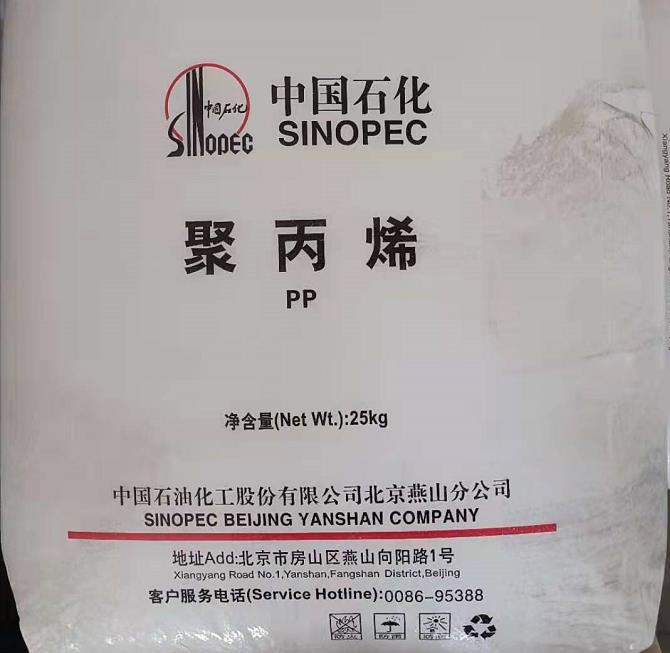 中国石化
SINOPEC
中国石化
SINOPEC
聚丙烯
PP
净含量(Net Wt.):25kg
中国石油化工股份有限公司北京燕山分公司
SINOPEC BEIJING YANSHAN COMPANY
地址Add:北京市房山区燕山向阳路1号
Xiangyang Road No.1,Yanshan,Fangshan District,Beijing
客户服务电话(Service Hotline):0086-95388
防雨
防晒